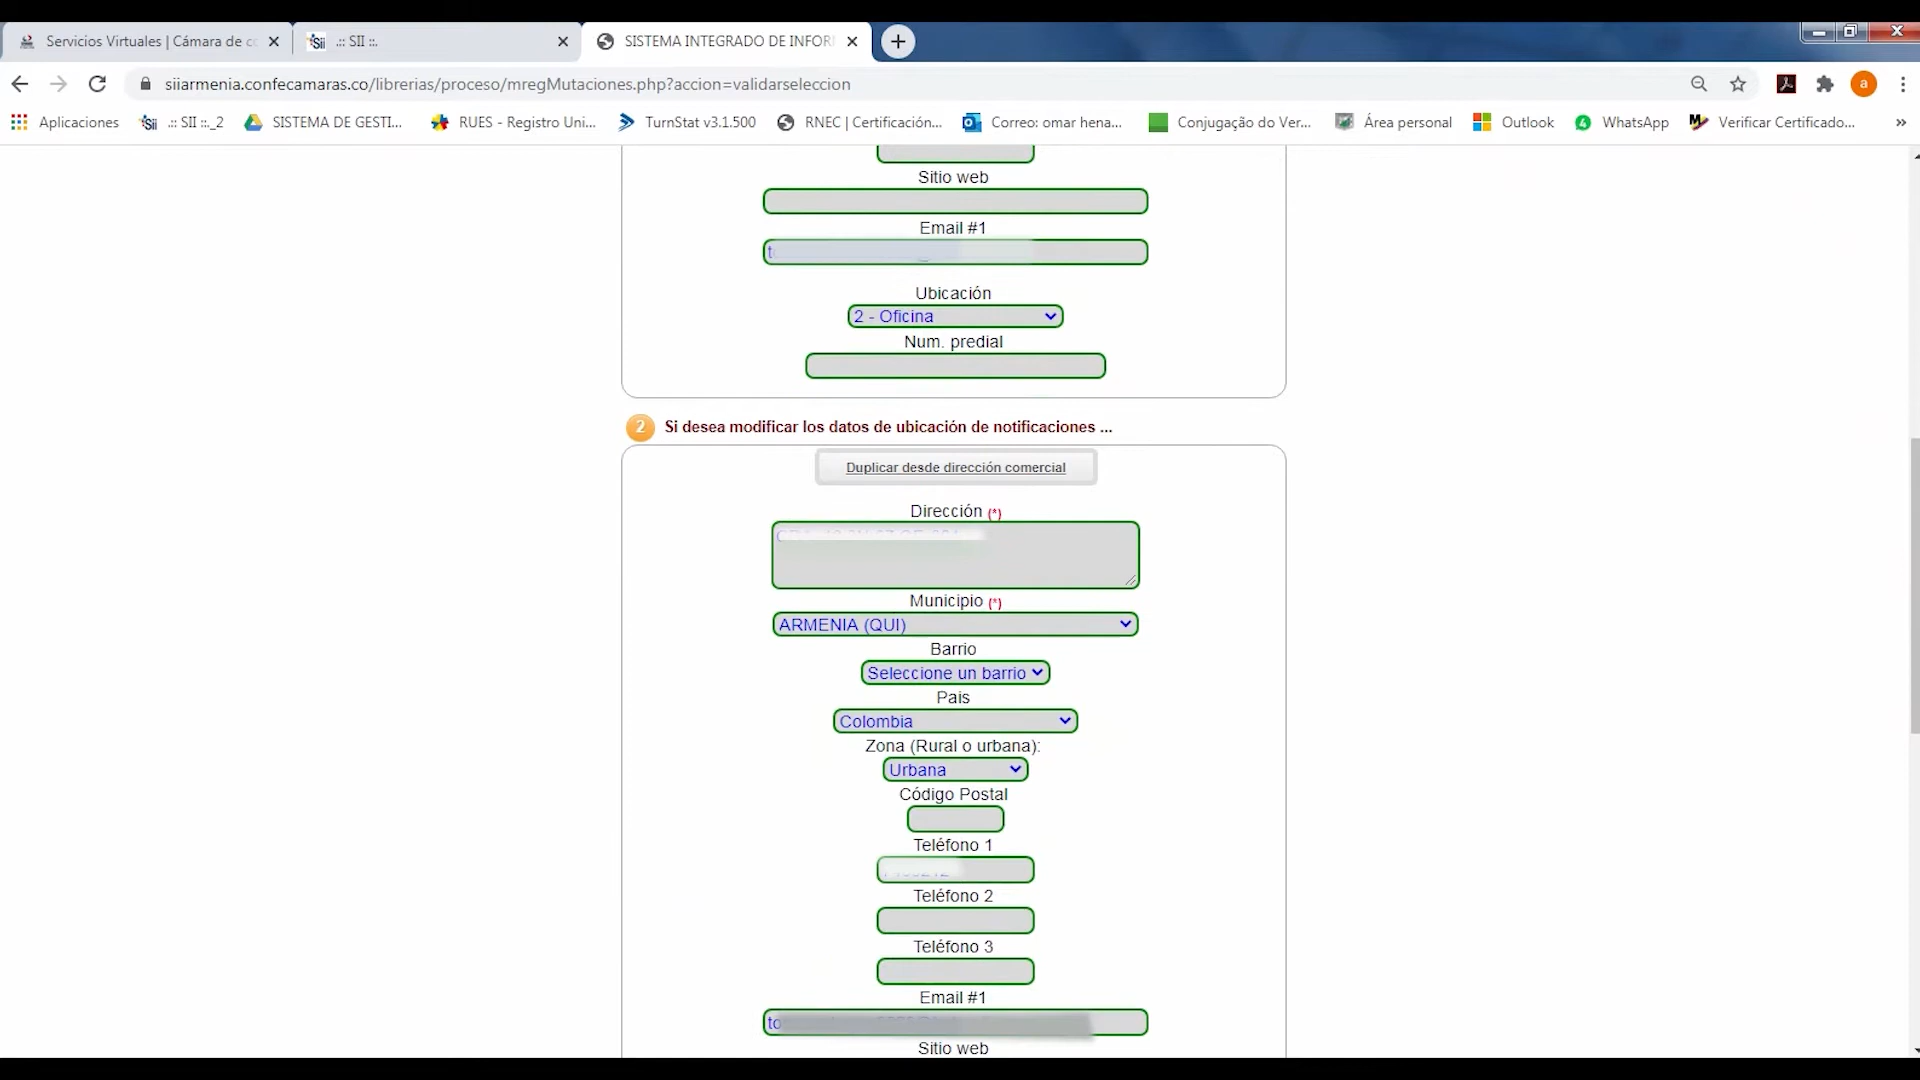 Servicios Virtuales | Cámara de co
.:: SII ::.
SISTEMA INTEGRADO DE INFOR
siiarmenia.confecamaras.co/librerias/proceso/mregMutaciones.php?accion=validarseleccion
a
Aplicaciones
.:: SII ::._2
SISTEMA DE GESTI...
RUES - Registro Uni...
TurnStat v3.1.500
RNEC | Certificación...
Correo: omar hena...
Conjugação do Ver...
Área personal
Outlook
4
WhatsApp
Verificar Certificado...
»
Sitio web
Email #1
Ubicación
2 - Oficina
Num. predial
2 Si desea modificar los datos de ubicación de notificaciones ...
Duplicar desde dirección comercial
Dirección (*)
Municipio (*)
ARMENIA (QUI)
Barrio
Seleccione un barrio
Pais
Colombia
Zona (Rural o urbana):
Urbana
Código Postal
Teléfono 1
Teléfono 2
Teléfono 3
Email #1
Sitio web